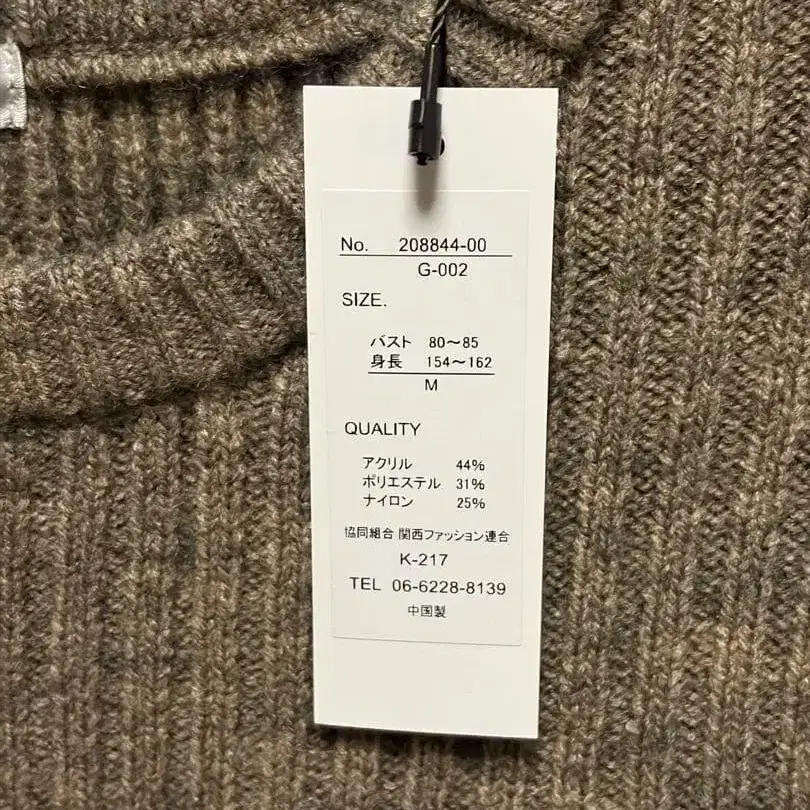 No. 208844-00
G-002
SIZE.
バスト 80〜85
身長 154〜162
M
QUALITY
アクリル 44%
ポリエステル 31%
ナイロン 25%
協同組合 関西ファッション連合
K-217
TEL 06-6228-8139
中国製